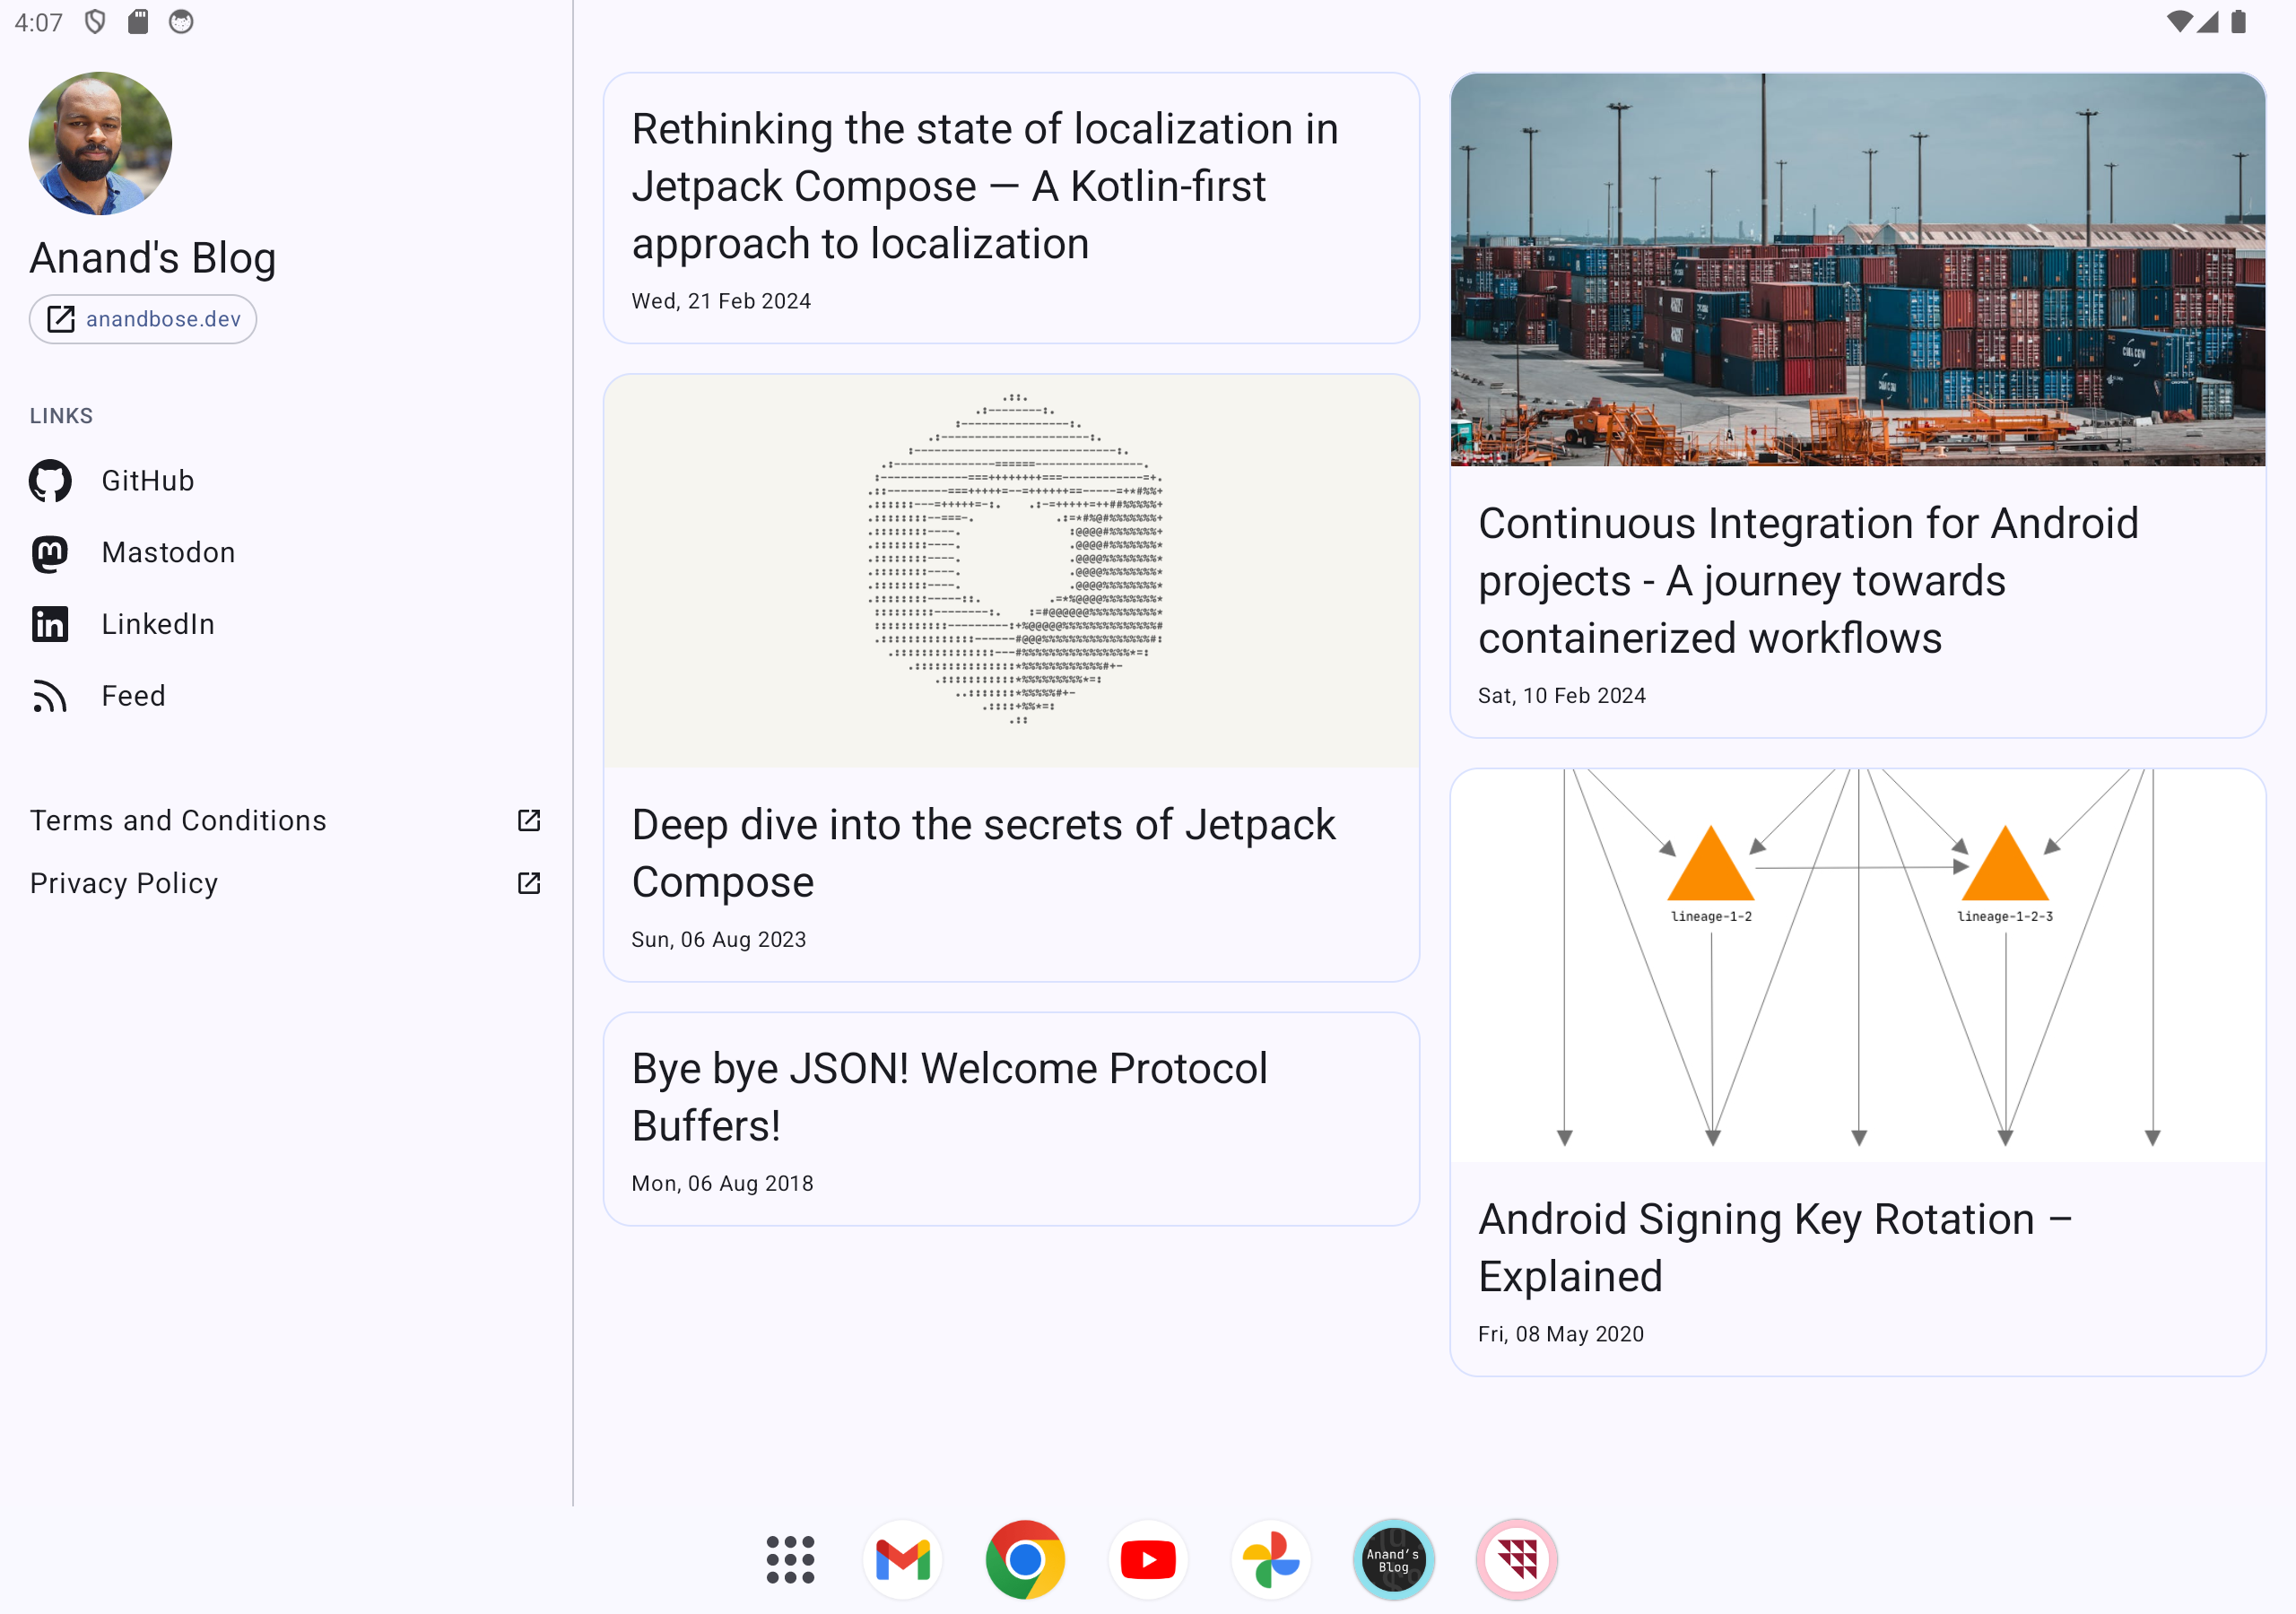 4:07
Anand's Blog
anandbose.dev
LINKS
GitHub
Mastodon
LinkedIn
Feed
Terms and Conditions
Privacy Policy
Rethinking the state of localization in
Jetpack Compose — A Kotlin-first
approach to localization
Wed, 21 Feb 2024
Deep dive into the secrets of Jetpack
Compose
Sun, 06 Aug 2023
Bye bye JSON! Welcome Protocol
Buffers!
Mon, 06 Aug 2018
Continuous Integration for Android
projects - A journey towards
containerized workflows
Sat, 10 Feb 2024
lineage-1-2
lineage-1-2-3
Android Signing Key Rotation –
Explained
Fri, 08 May 2020
Anand's
Blog